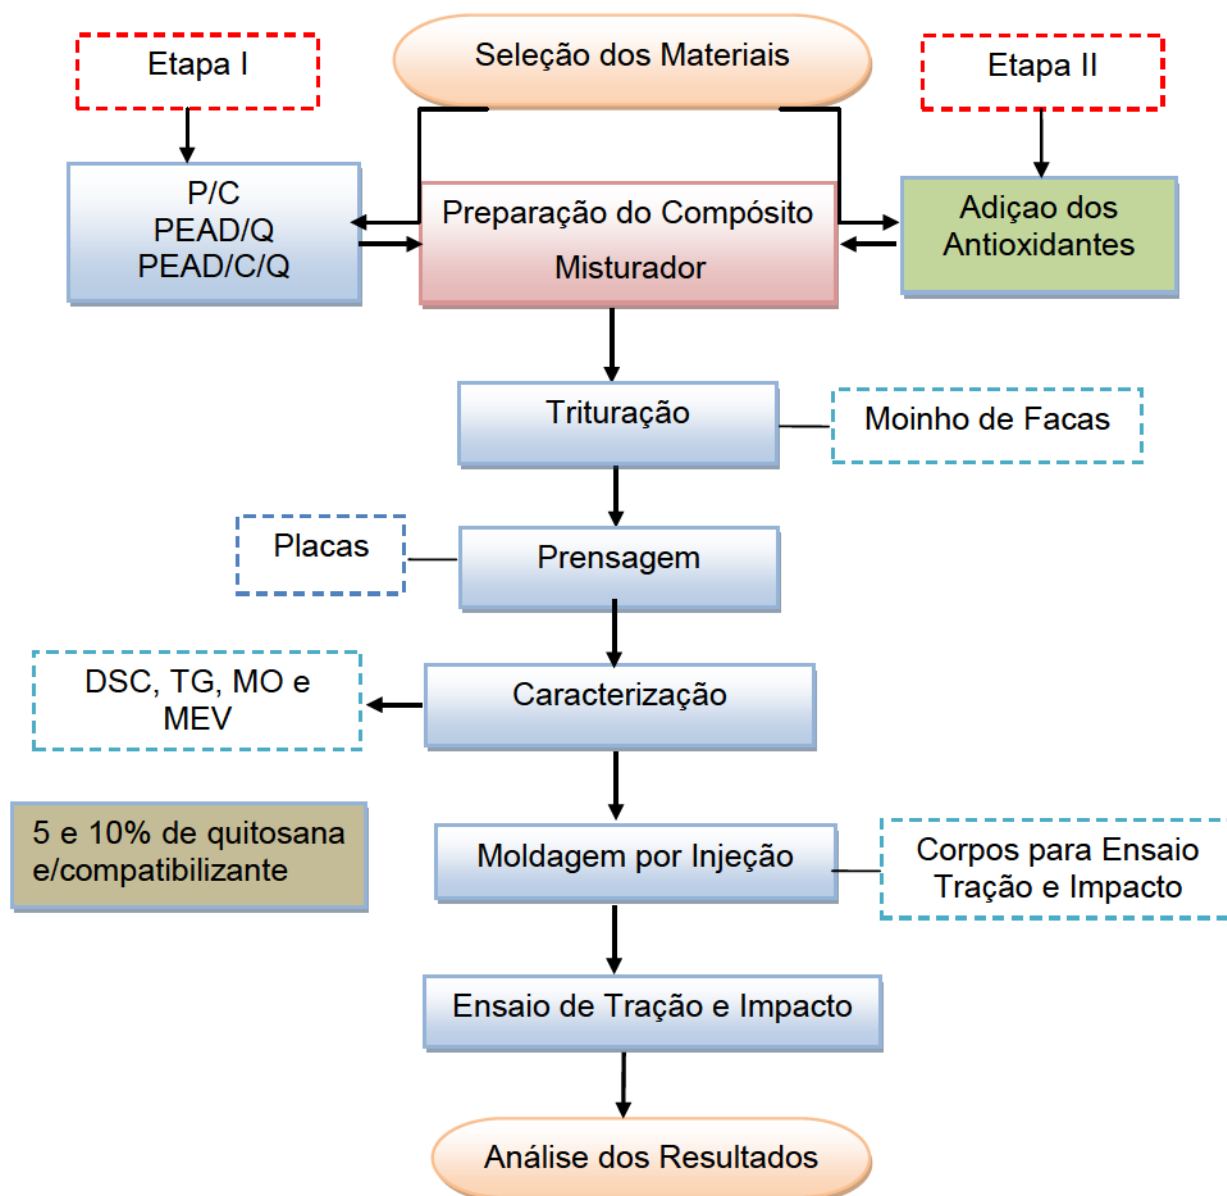 Etapa I
Seleção dos Materiais
Etapa II
P/C
PEAD/Q
PEAD/C/Q
Preparação do Compósito
Misturador
Adiçao dos
Antioxidantes
Trituração
Moinho de Facas
Placas
Prensagem
DSC, TG, MO e
MEV
Caracterização
5 e 10% de quitosana
e/compatibilizante
Moldagem por Injeção
Corpos para Ensaio
Tração e Impacto
Ensaio de Tração e Impacto
Análise dos Resultados